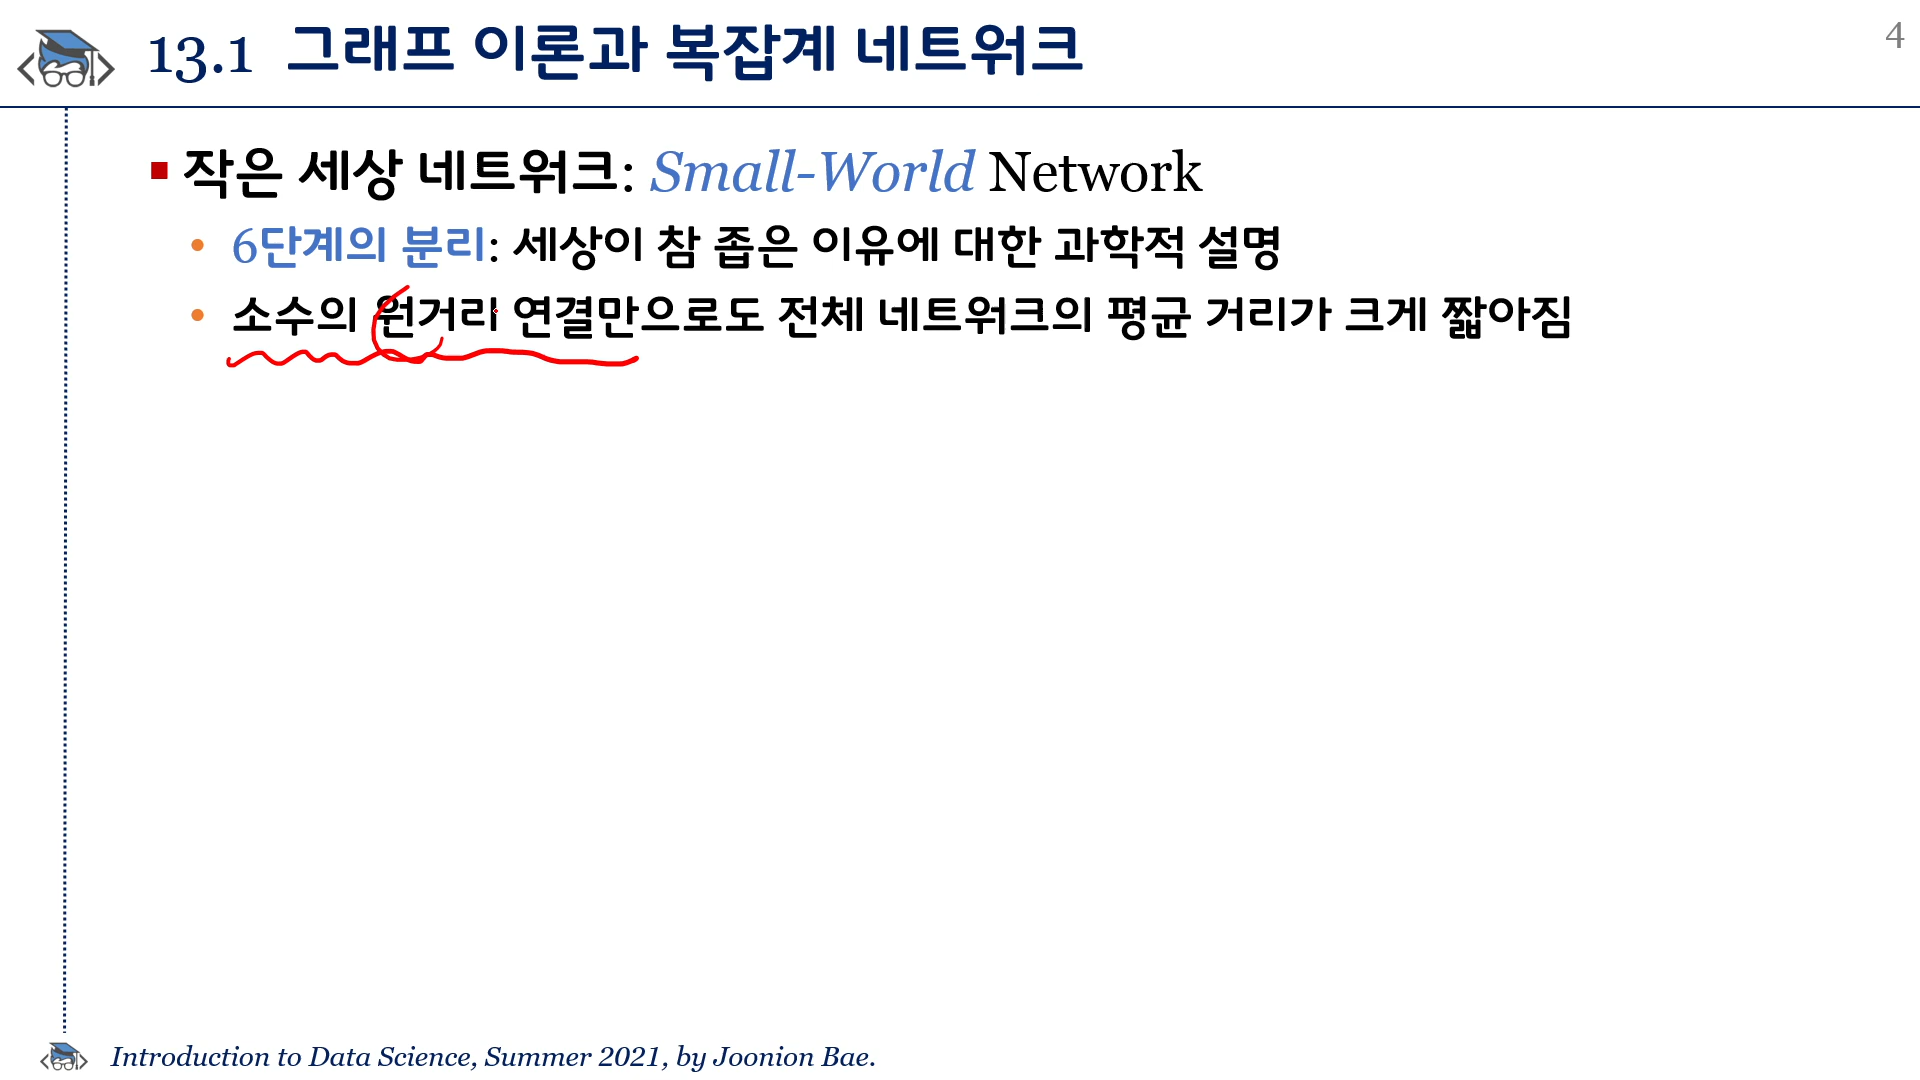 13.1 그래프 이론과 복잡계 네트워크
4
작은 세상 네트워크: Small-World Network
6단계의 분리: 세상이 참 좁은 이유에 대한 과학적 설명
소수의 원거리 연결만으로도 전체 네트워크의 평균 거리가 크게 짧아짐
Introduction to Data Science, Summer 2021, by Joonion Bae.